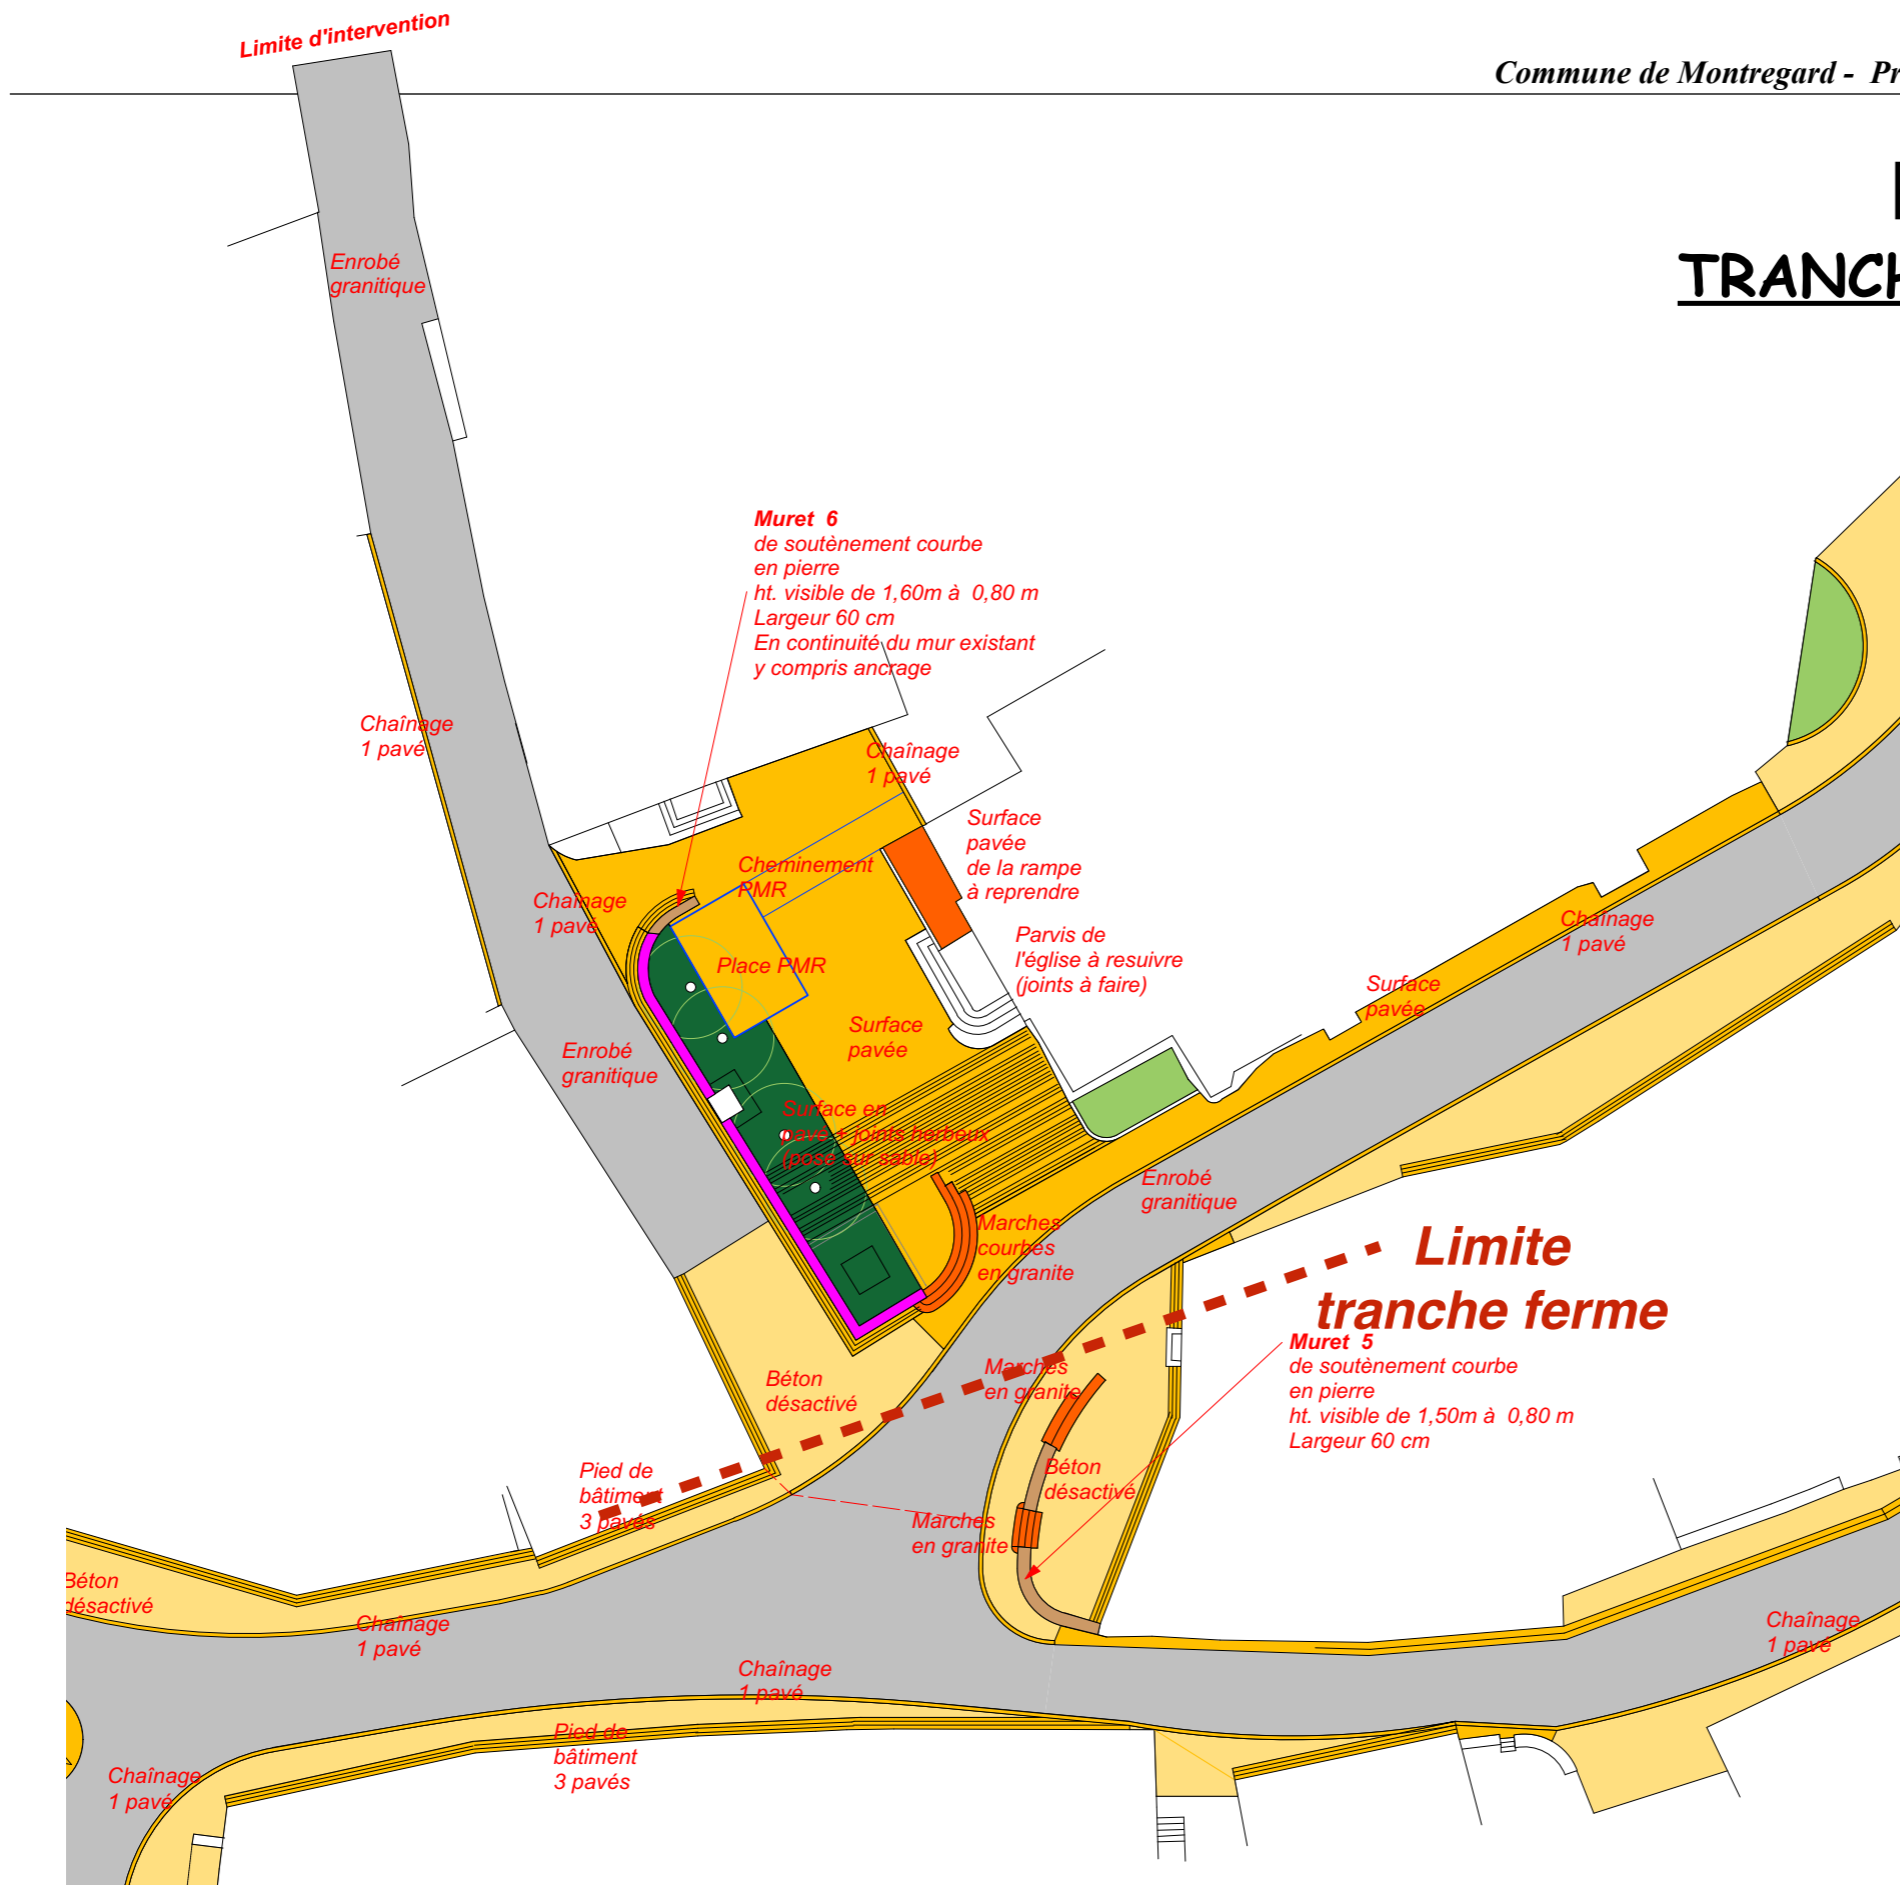 Limite d'intervention
Commune de Montregard - Pr
TRANCH
Enrobé
granitique
Muret 6
de soutènement courbe
en pierre
ht. visible de 1,60m à 0,80 m
Largeur 60 cm
En continuité du mur existant
y compris ancrage
Chaînage
1 pavé
Chaînage
1 pavé
Surface
pavée
de la rampe
à reprendre
Cheminement
PMR
Chaînage
1 pavé
Chaînage
1 pavé
Parvis de
l'église à resuivre
(joints à faire)
Place PMR
Surface
pavée
Surface
pavée
Enrobé
granitique
Surface en
pavé + joints herbeux
(pose sur sable)
Enrobé
granitique
Marches
courbes
en granite
Limite
tranche ferme
Muret 5
de soutènement courbe
en pierre
ht. visible de 1,50m à 0,80 m
Largeur 60 cm
Marches
en granite
Béton
désactivé
Pied de
bâtiment
3 pavés
Béton
désactivé
Marches
en granite
Béton
désactivé
Chaînage
1 pavé
Chaînage
1 pavé
Chaînage
1 pavé
Pied de
bâtiment
3 pavés
Chaînage
1 pavé